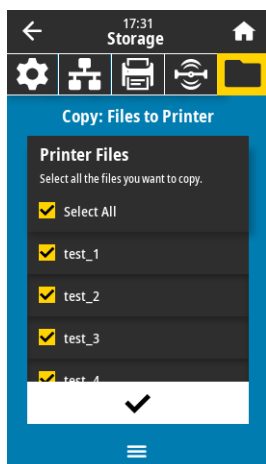 17:31
Storage
Copy: Files to Printer
Printer Files
Select all the files you want to copy.
Select All
test_1
test_2
test_3
test_4